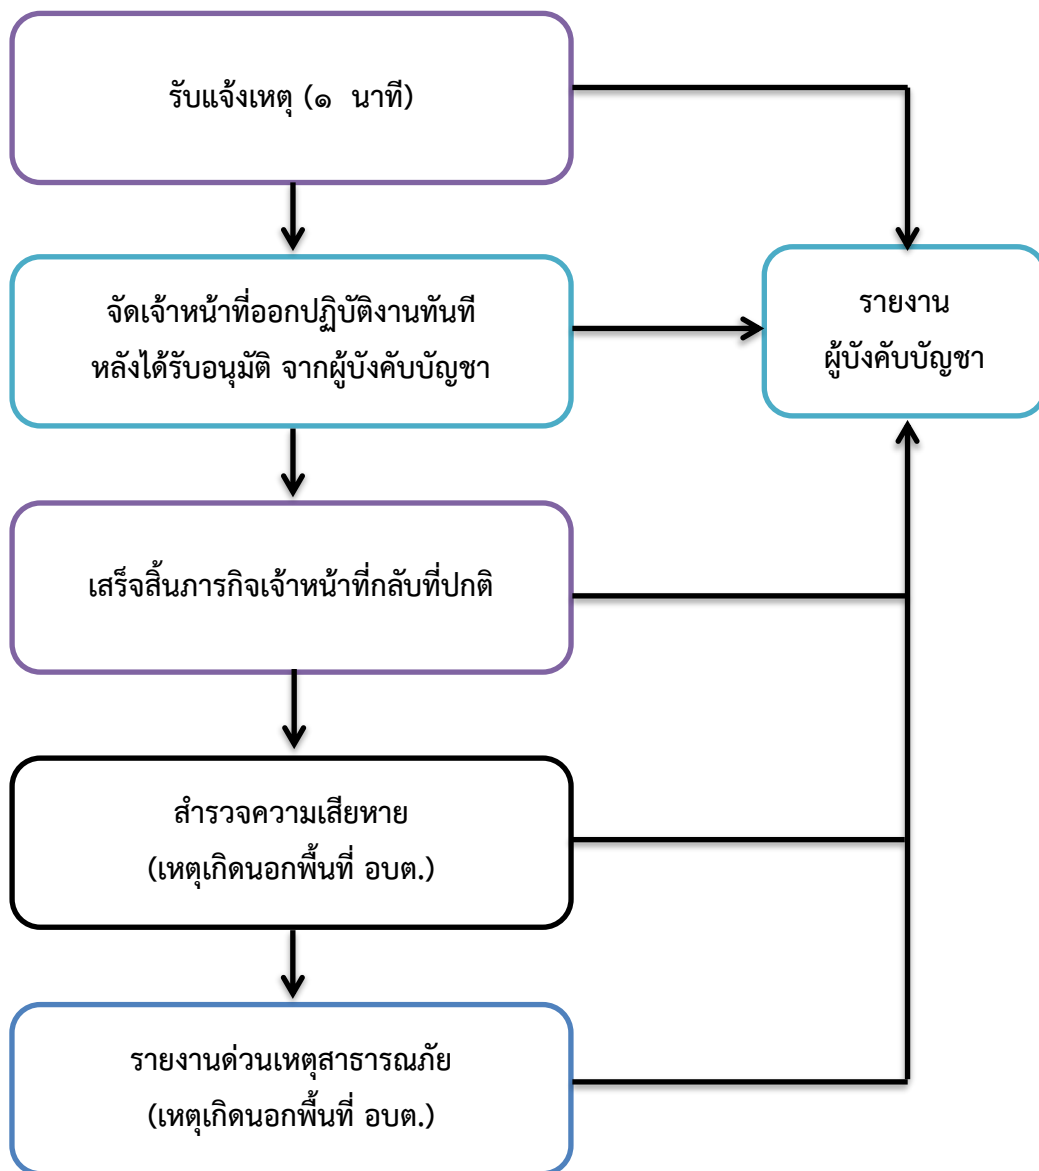 รับแจ้งเหตุ (๑ นาที)
จัดเจ้าหน้าที่ออกปฏิบัติงานทันที
หลังได้รับอนุมัติ จากผู้บังคับบัญชา
รายงาน
ผู้บังคับบัญชา
เสร็จสิ้นภารกิจเจ้าหน้าที่กลับที่ปกติ
สำรวจความเสียหาย
(เหตุเกิดนอกพื้นที่ อบต.)
รายงานด่วนเหตุสาธารณภัย
(เหตุเกิดนอกพื้นที่ อบต.)